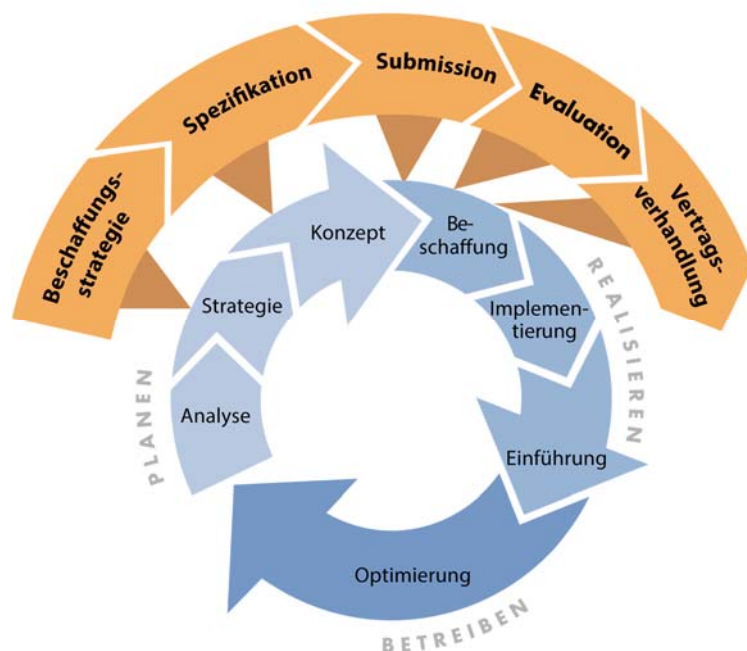 Beschaffungs-
strategie
Spezifikation
Submission
Evaluation
Vertrags-
verhandlung
Analyse
Strategie
Konzept
Be-
schaffung
Implemen-
tierung
Einführung
Optimierung
PLANEN
REALISIEREN
BETREIBEN